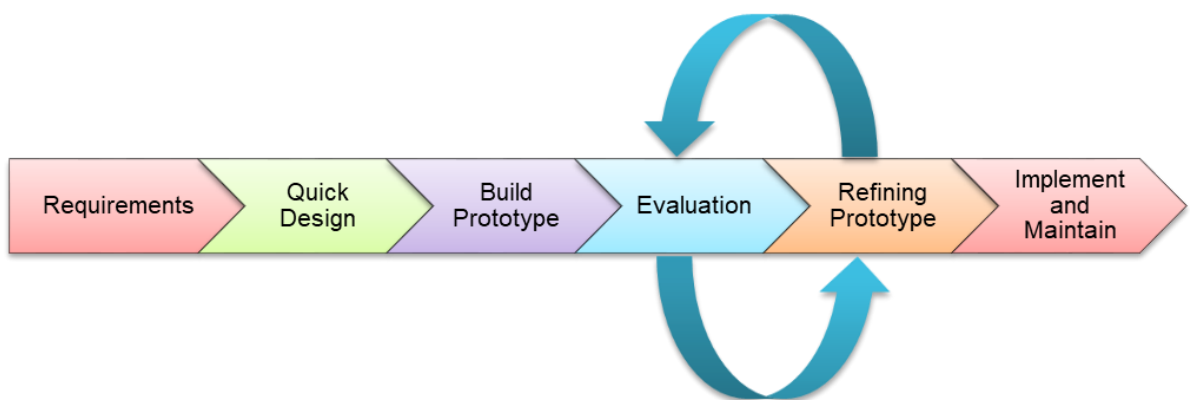 Requirements
Quick
Design
Build
Prototype
Evaluation
Refining
Prototype
Implement
and
Maintain